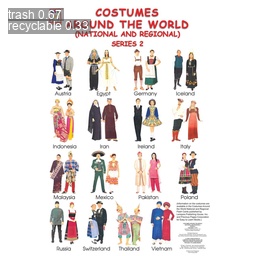 trash 0.67
recyclable 0.33
COSTUMES
ROUND THE WORLD
(NATIONAL AND REGIONAL)
SERIES 2
Austria Egypt Germany Iceland
Indonesia Iran Ireland Italy
Malaysia Mexico Pakistan Poland
Russia Switzerland Thailand Vietnam